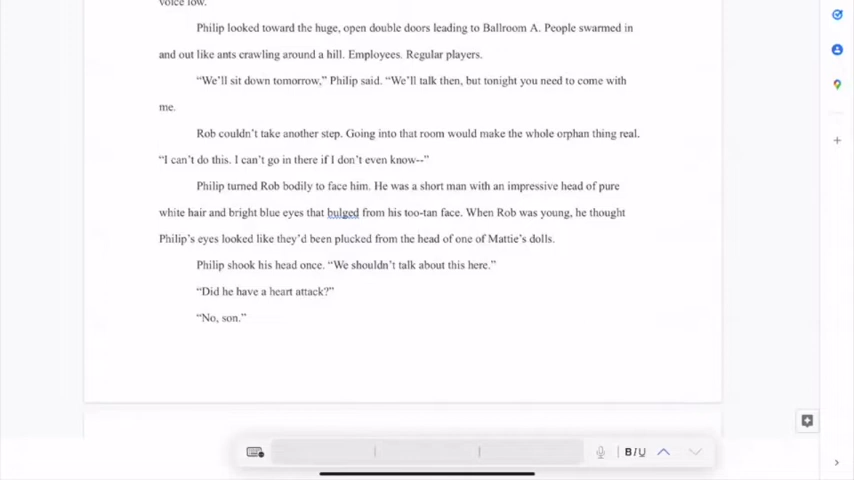 voice low.
Philip looked toward the huge, open double doors leading to Ballroom A. People swarmed in
and out like ants crawling around a hill. Employees. Regular players.
“We’ll sit down tomorrow,” Philip said. “We’ll talk then, but tonight you need to come with
me.
Rob couldn’t take another step. Going into that room would make the whole orphan thing real.
“I can’t do this. I can’t go in there if I don’t even know--”
Philip turned Rob bodily to face him. He was a short man with an impressive head of pure
white hair and bright blue eyes that bulged from his too-tan face. When Rob was young, he thought
Philip’s eyes looked like they’d been plucked from the head of one of Mattie’s dolls.
Philip shook his head once. “We shouldn’t talk about this here.”
“Did he have a heart attack?”
“No, son.”
B I U